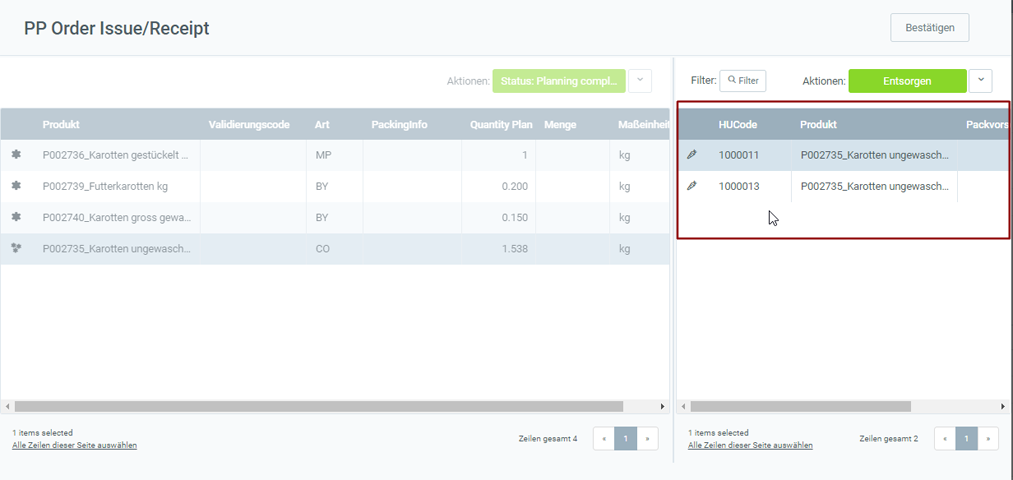 PP Order Issue/Receipt
Bestätigen
Aktionen: Status: Planning compl...
Filter: Filter Aktionen: Entsorgen
Produkt Validierungscode Art PackingInfo Quantity Plan Menge Maßeinheit
P002736_Karotten gestückelt ... MP 1 kg
P002739_Futterkarotten kg BY 0.200 kg
P002740_Karotten gross gewa... BY 0.150 kg
P002735_Karotten ungewasch... CO 1.538 kg
HUCode Produkt Packvors
1000011 P002735_Karotten ungewasch...
1000013 P002735_Karotten ungewasch...
1 items selected
Alle Zeilen dieser Seite auswählen
Zeilen gesamt 4 « 1 »
1 items selected
Alle Zeilen dieser Seite auswählen
Zeilen gesamt 2 « 1 »